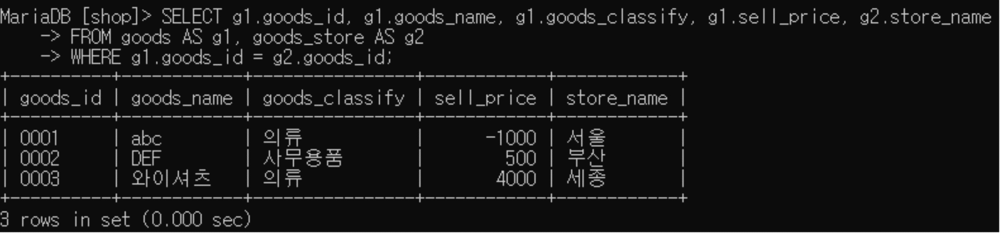 MariaDB [shop]> SELECT g1.goods_id, g1.goods_name, g1.goods_classify, g1.sell_price, g2.store_name
    -> FROM goods AS g1, goods_store AS g2
    -> WHERE g1.goods_id = g2.goods_id;
+----------+------------+----------------+------------+------------+
| goods_id | goods_name | goods_classify | sell_price | store_name |
+----------+------------+----------------+------------+------------+
| 0001     | abc        | 의류           |      -1000 | 서울       |
| 0002     | DEF        | 사무용품       |        500 | 부산       |
| 0003     | 와이셔츠   | 의류           |       4000 | 세종       |
+----------+------------+----------------+------------+------------+
3 rows in set (0.000 sec)